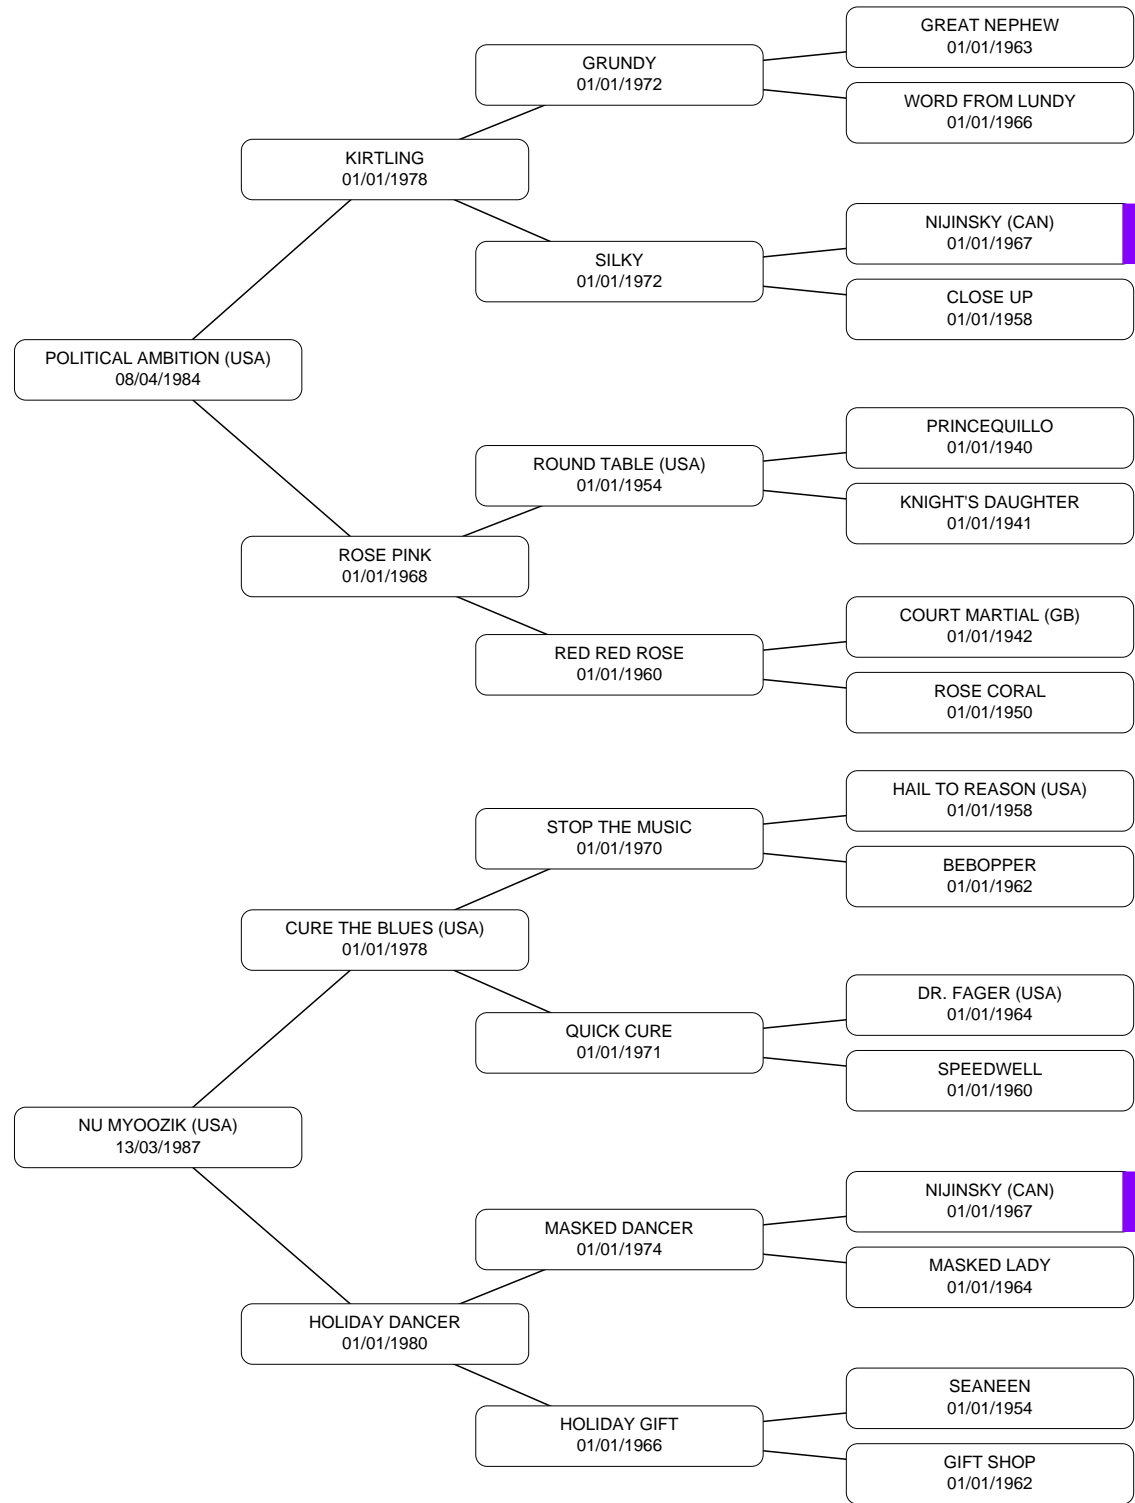 GREAT NEPHEW
01/01/1963
GRUNDY
01/01/1972
WORD FROM LUNDY
01/01/1966
KIRTLING
01/01/1978
NIJINSKY (CAN)
01/01/1967
SILKY
01/01/1972
CLOSE UP
01/01/1958
POLITICAL AMBITION (USA)
08/04/1984
PRINCEQUILLO
01/01/1940
ROUND TABLE (USA)
01/01/1954
KNIGHT'S DAUGHTER
01/01/1941
ROSE PINK
01/01/1968
COURT MARTIAL (GB)
01/01/1942
RED RED ROSE
01/01/1960
ROSE CORAL
01/01/1950
HAIL TO REASON (USA)
01/01/1958
STOP THE MUSIC
01/01/1970
BEBOPPER
01/01/1962
CURE THE BLUES (USA)
01/01/1978
DR. FAGER (USA)
01/01/1964
QUICK CURE
01/01/1971
SPEEDWELL
01/01/1960
NU MYOOZIK (USA)
13/03/1987
NIJINSKY (CAN)
01/01/1967
MASKED DANCER
01/01/1974
MASKED LADY
01/01/1964
HOLIDAY DANCER
01/01/1980
SEANEEN
01/01/1954
HOLIDAY GIFT
01/01/1966
GIFT SHOP
01/01/1962